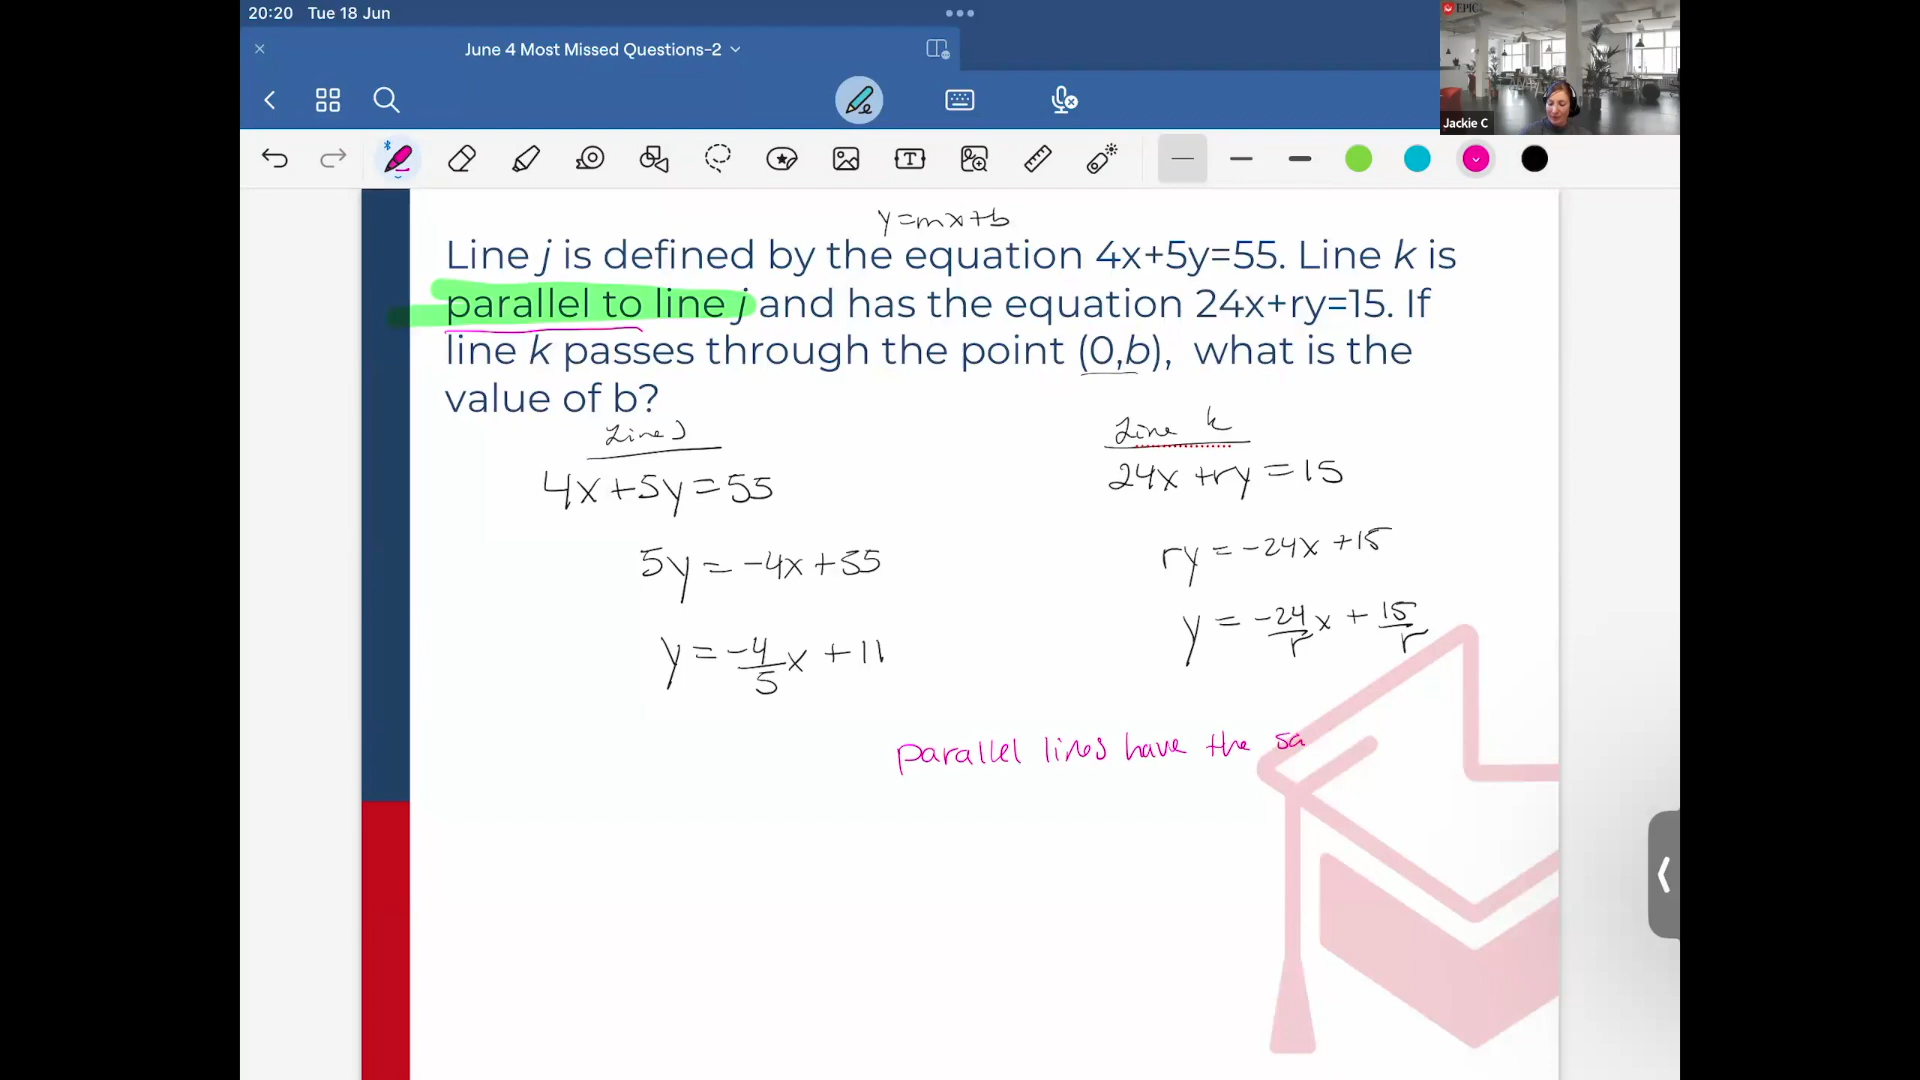 20:20 Tue 18 Jun
June 4 Most Missed Questions-2
EPIC
Jackie C
y=mx+b
Line j is defined by the equation 4x+5y=55. Line k is
parallel to line j and has the equation 24x+ry=15. If
line k passes through the point (0,b), what is the
value of b?
Line J
4x+5y=55
5y=-4x+55
y=-4/5x+11
Line k
24x+ry=15
ry=-24x+15
y=-24/rx+15/r
parallel lines have the sa